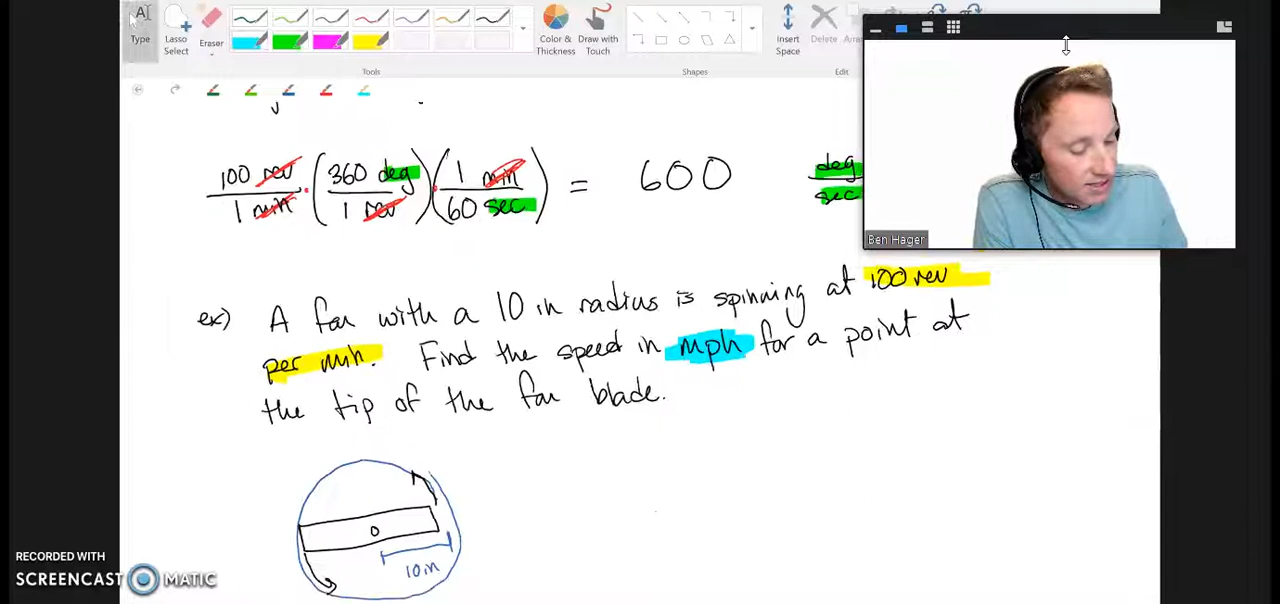 Type
Lasso
Select
Eraser
Color &
Thickness
Draw with
Touch
Insert
Space
Delete
Tools
Shapes
Edit
100 rev / 1 min · (360 deg / 1 rev) · (1 min / 60 sec) = 600 deg / sec
Ben Hager
ex) A fan with a 10 in radius is spinning at 100 rev
per min. Find the speed in mph for a point at
the tip of the fan blade.
10in
RECORDED WITH
SCREENCAST MATIC